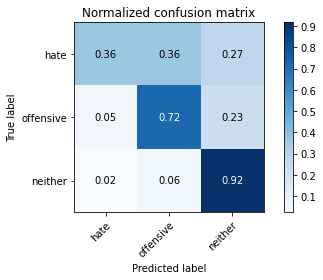 Normalized confusion matrix
True label
hate 0.36 0.36 0.27
offensive 0.05 0.72 0.23
neither 0.02 0.06 0.92
hate offensive neither
Predicted label
0.9
0.8
0.7
0.6
0.5
0.4
0.3
0.2
0.1